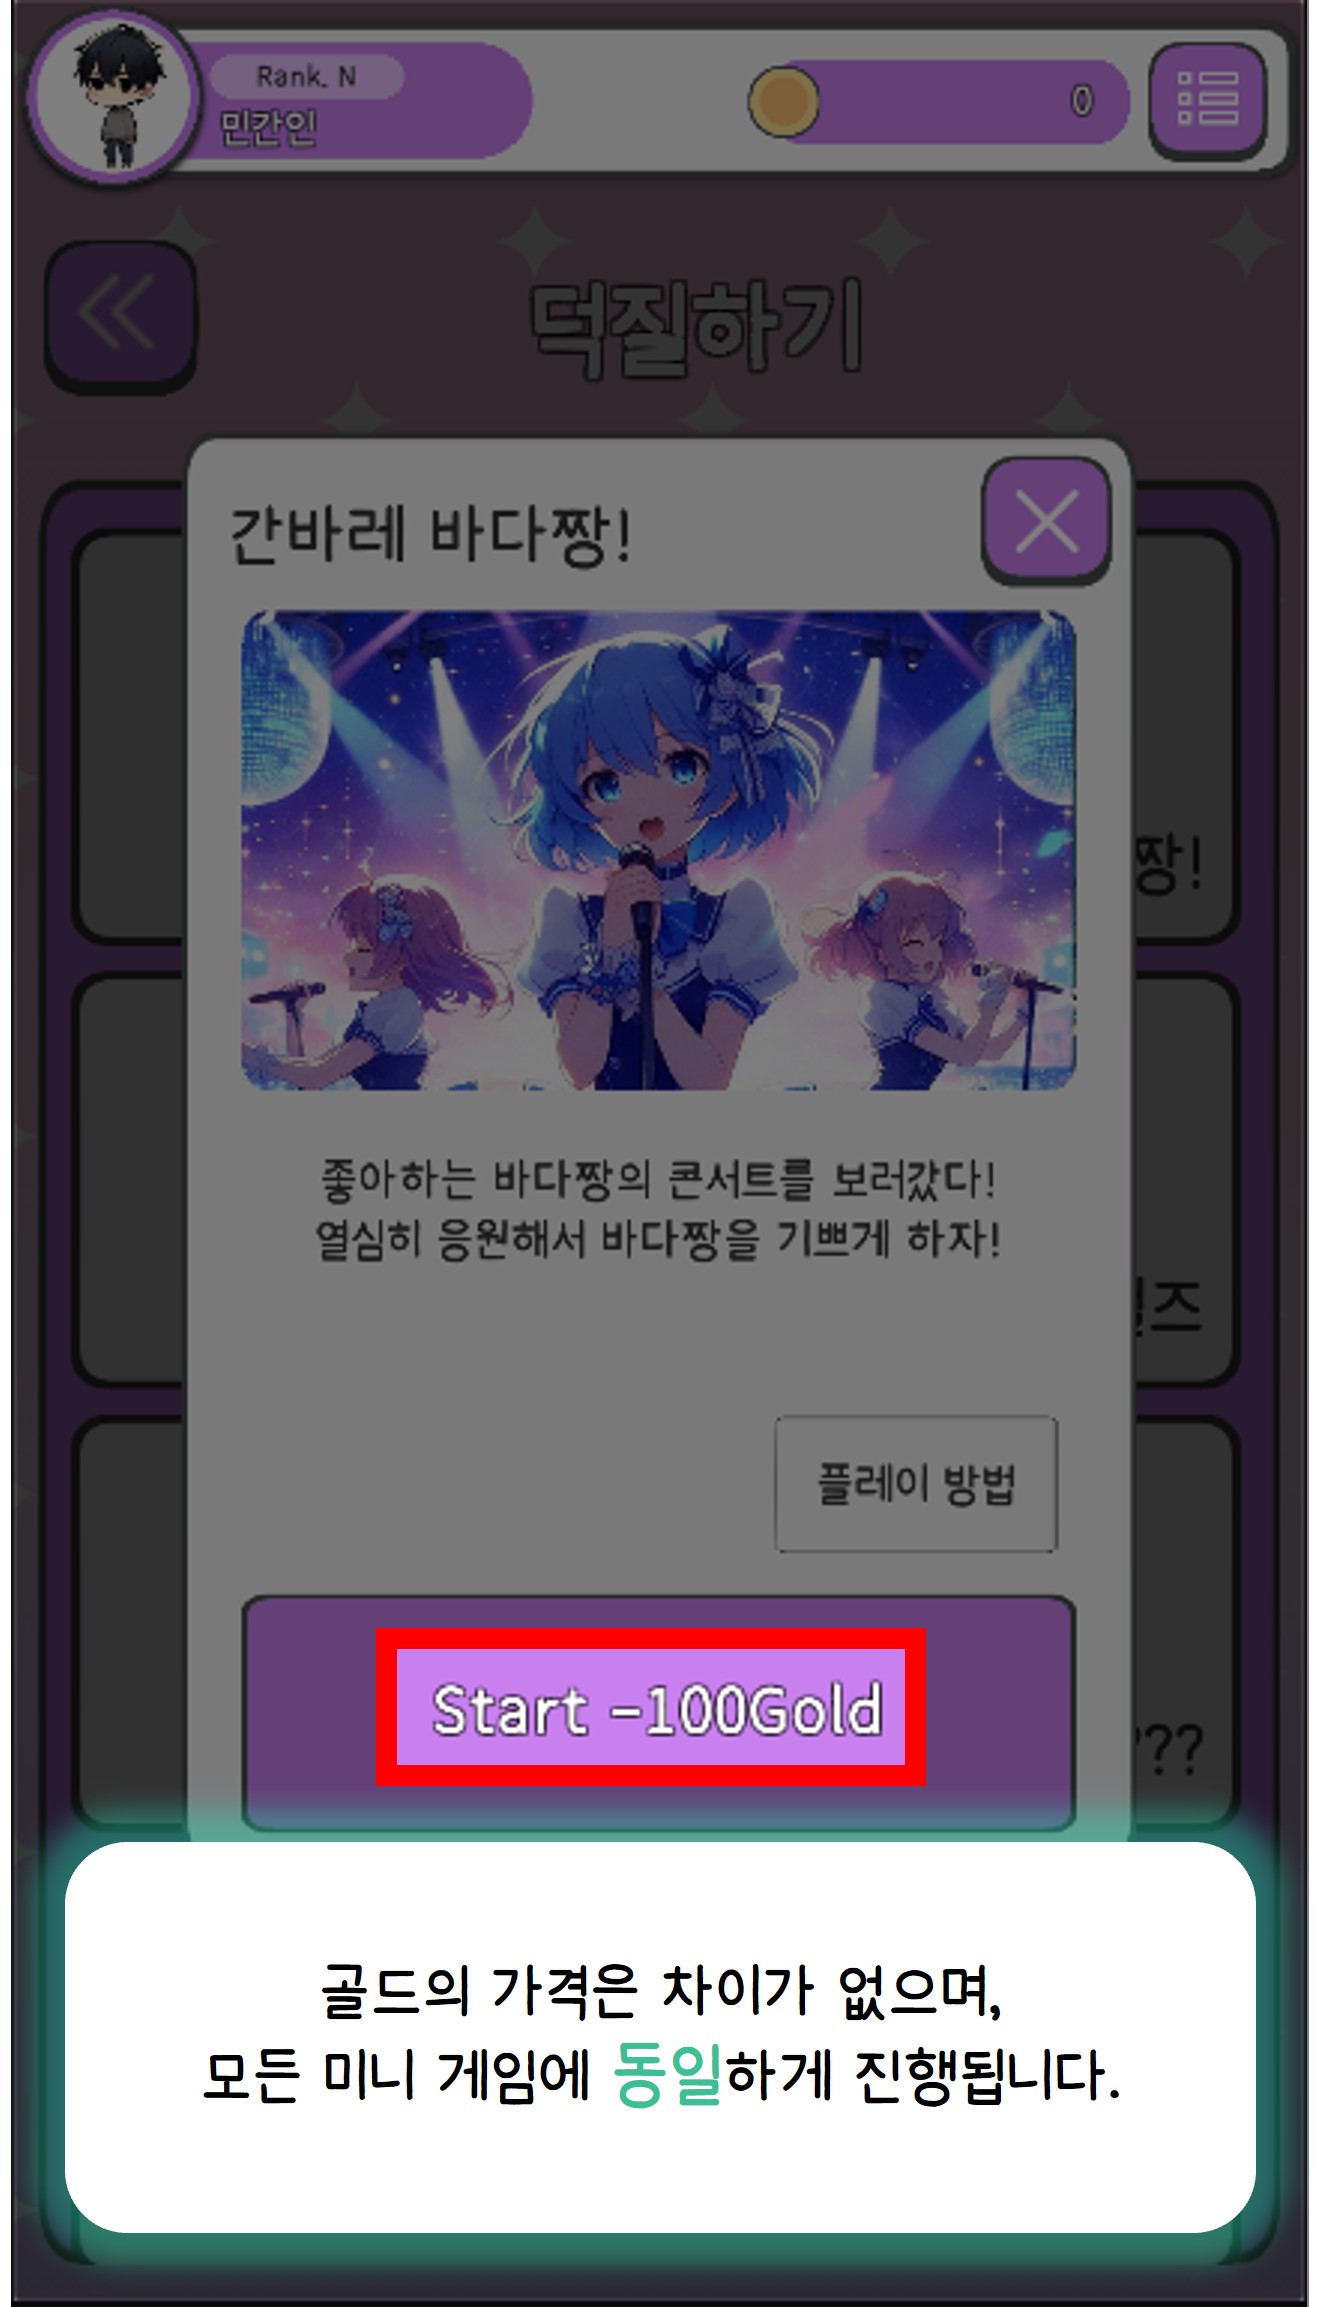 Rank. N
민간인
0
덕질하기
간바레 바다짱!
짱!
좋아하는 바다짱의 콘서트를 보러갔다!
열심히 응원해서 바다짱을 기쁘게 하자!
즈
플레이 방법
Start -100Gold
???
골드의 가격은 차이가 없으며,
모든 미니 게임에 동일하게 진행됩니다.